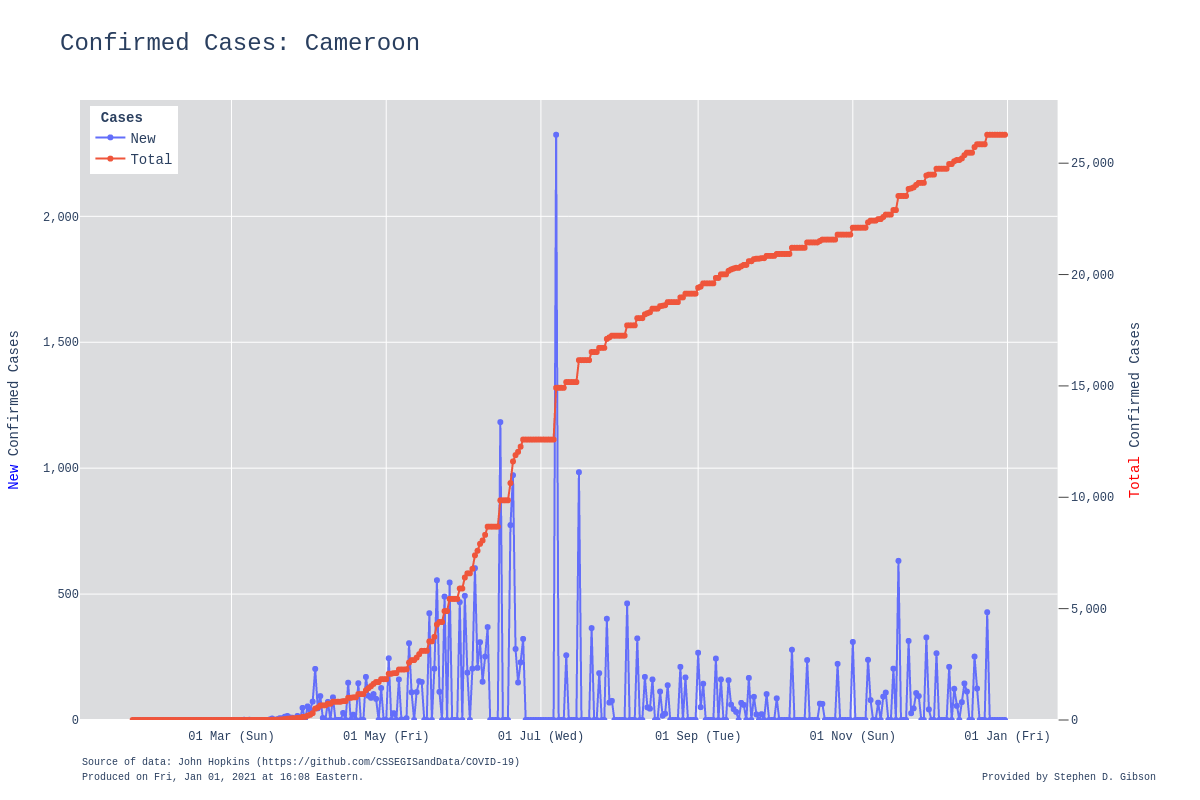 Confirmed Cases: Cameroon
Cases
New
Total
2,000
1,500
1,000
500
0
New Confirmed Cases
25,000
20,000
15,000
10,000
5,000
0
Total Confirmed Cases
01 Mar (Sun)
01 May (Fri)
01 Jul (Wed)
01 Sep (Tue)
01 Nov (Sun)
01 Jan (Fri)
Source of data: John Hopkins (https://github.com/CSSEGISandData/COVID-19)
Produced on Fri, Jan 01, 2021 at 16:08 Eastern.
Provided by Stephen D. Gibson